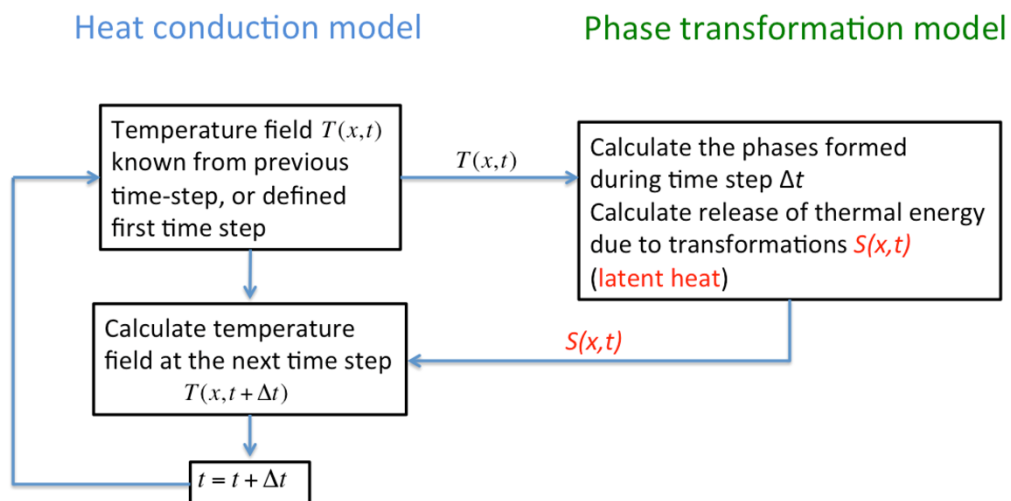 Heat conduction model
Phase transformation model
Temperature field T(x,t)
known from previous
time-step, or defined
first time step
T(x,t)
Calculate the phases formed
during time step Δt
Calculate release of thermal energy
due to transformations S(x,t)
(latent heat)
Calculate temperature
field at the next time step
T(x,t + Δt)
S(x,t)
t = t + Δt